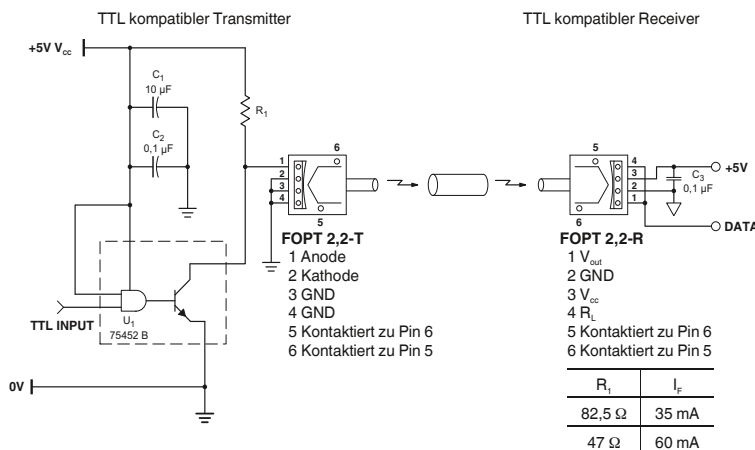 TTL kompatibler Transmitter
TTL kompatibler Receiver
+5V Vcc
C1
10 µF
C2
0,1 µF
R1
TTL INPUT
U1
75452 B
0V
6
1
2
3
4
5
FOPT 2,2-T
1 Anode
2 Kathode
3 GND
4 GND
5 Kontaktiert zu Pin 6
6 Kontaktiert zu Pin 5
5
4
3
2
1
6
+5V
C3
0,1 µF
DATA
FOPT 2,2-R
1 Vout
2 GND
3 Vcc
4 RL
5 Kontaktiert zu Pin 6
6 Kontaktiert zu Pin 5
R1 IF
82,5 Ω 35 mA
47 Ω 60 mA